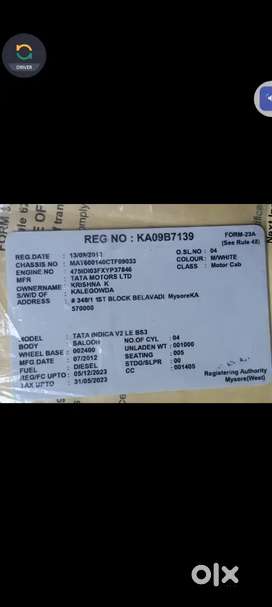 DRIVER
REG NO : KA09B7139
FORM-23A
(See Rule 48)
REG.DATE : 13/09/2012 O.SL.NO : 04
CHASSIS NO : MAT600140CTF09033 COLOUR : M/WHITE
ENGINE NO : 475IDI03FXYP37846 CLASS : Motor Cab
MFR : TATA MOTORS LTD
OWNERNAME : KRISHNA K
S/W/D OF : KALEGOWDA
ADDRESS : # 349/1 1ST BLOCK BELAVADI MysoreKA
570000
MODEL : TATA INDICA V2 LE BS3
BODY : SALOON NO.OF CYL : 04
WHEEL BASE : 002400 UNLADEN WT : 001000
MFG.DATE : 07/2012 SEATING : 005
FUEL : DIESEL STDG/SLPR : 00
REG/FC UPTO : 05/12/2023 CC : 001405
TAX UPTO : 31/05/2023
Registering Authority
Mysore(West)
olx